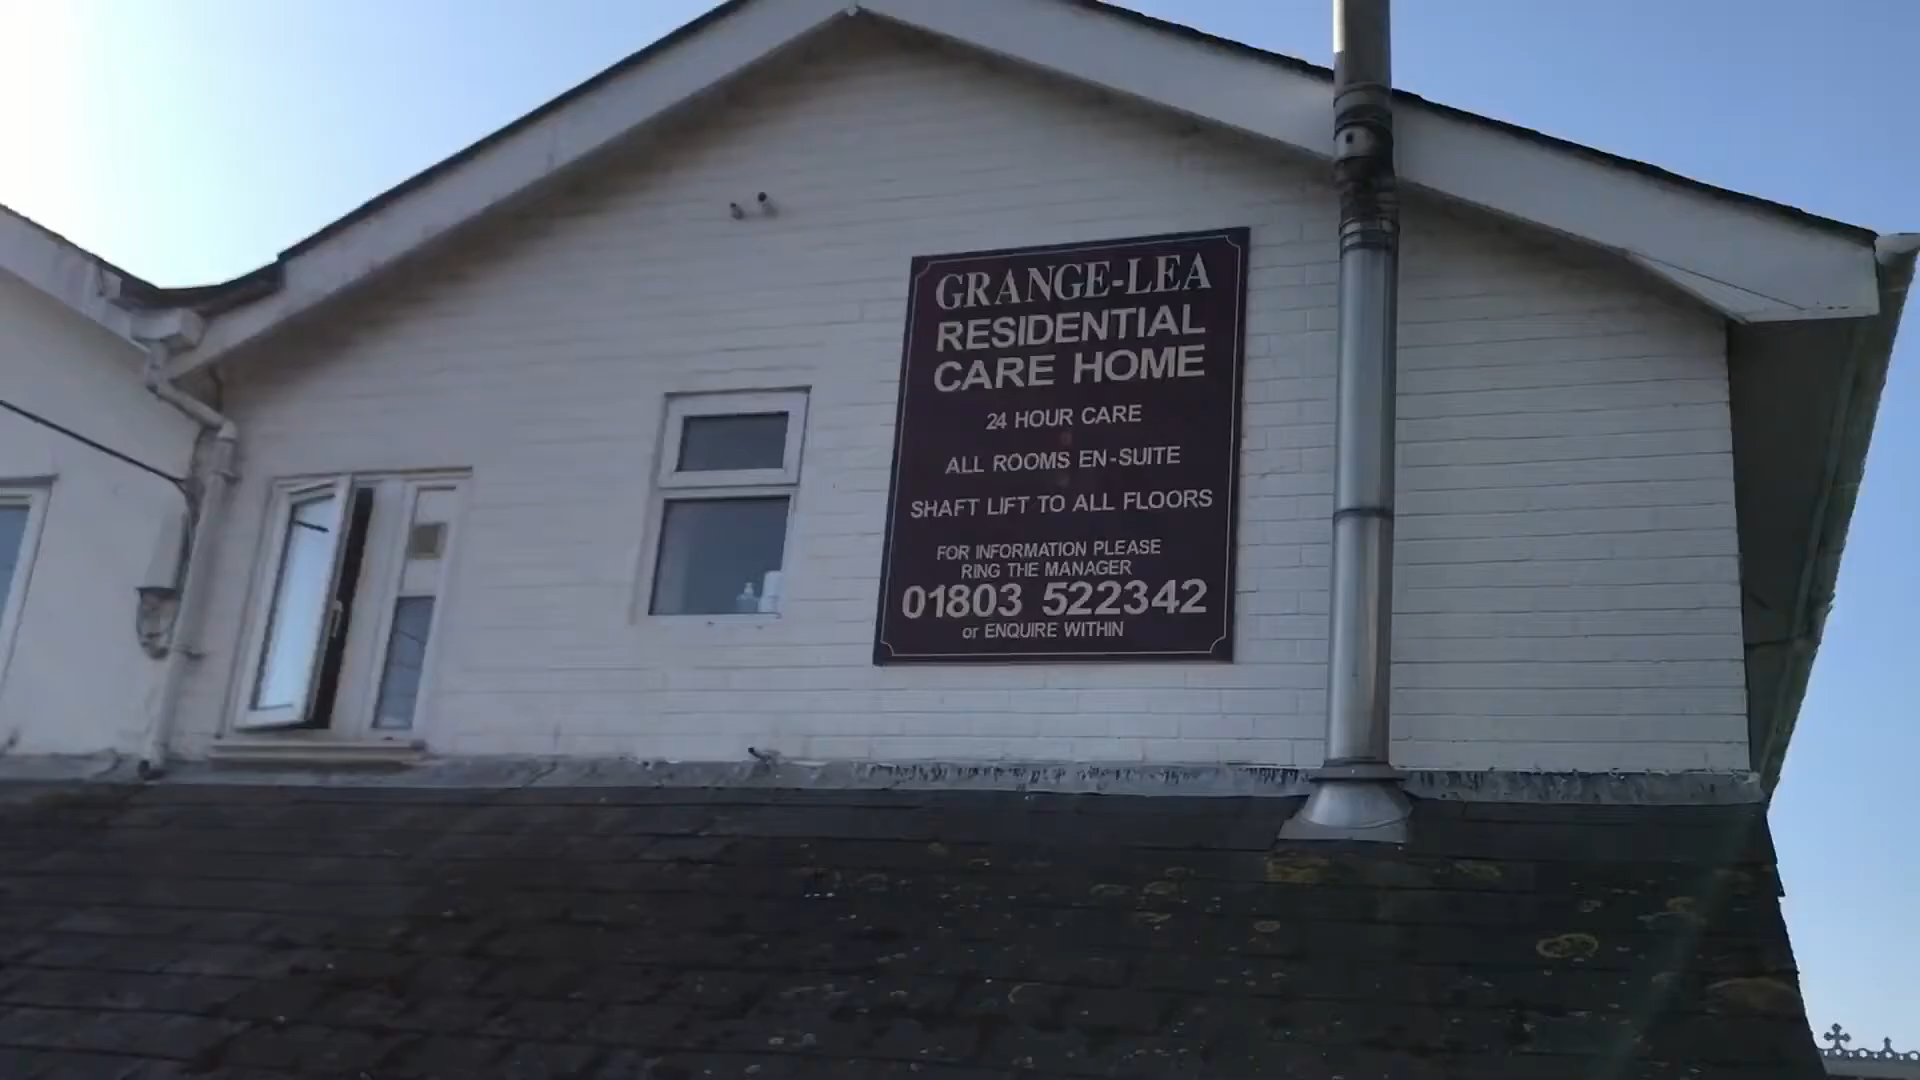 GRANGE-LEA
RESIDENTIAL
CARE HOME
24 HOUR CARE
ALL ROOMS EN-SUITE
SHAFT LIFT TO ALL FLOORS
FOR INFORMATION PLEASE
RING THE MANAGER
01803 522342
or ENQUIRE WITHIN